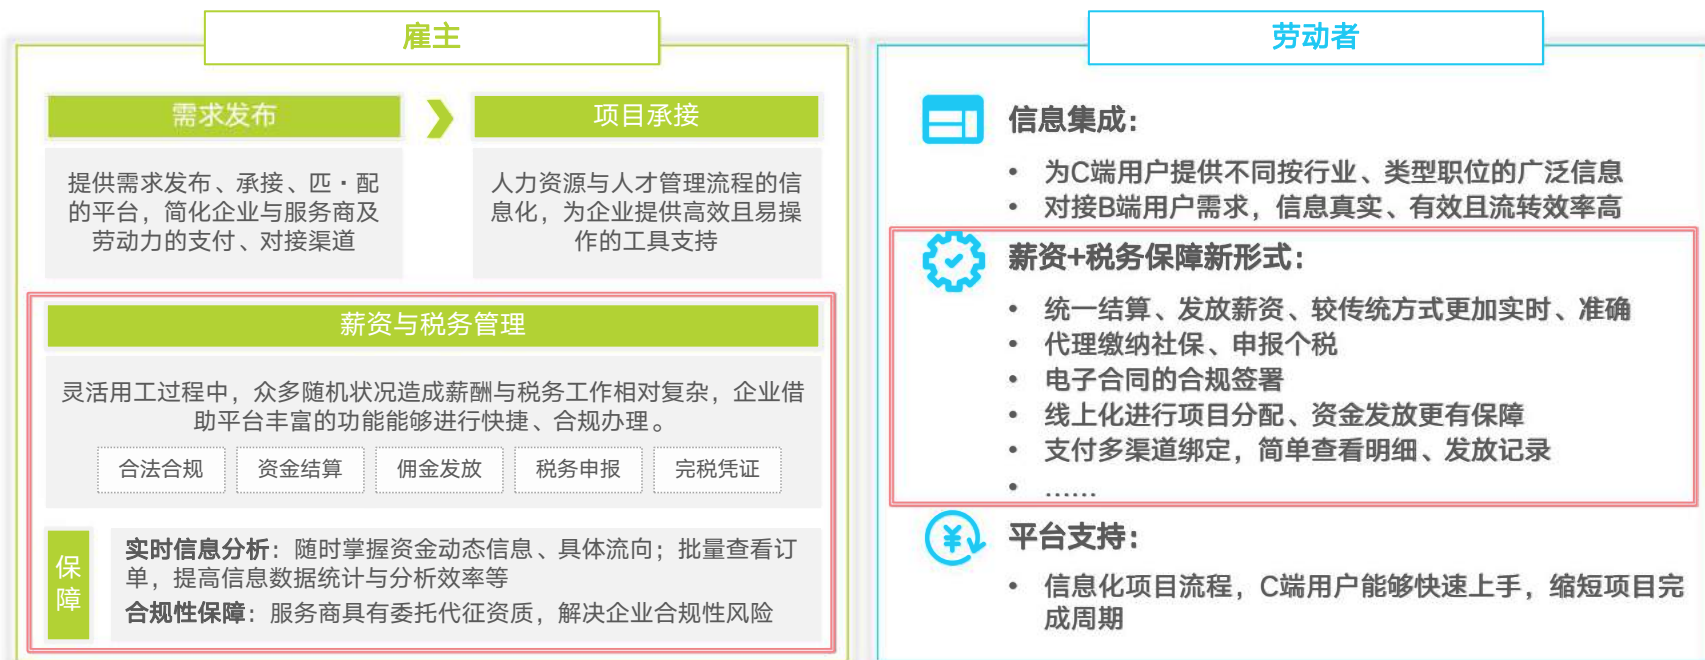 雇主
需求发布
项目承接
提供需求发布、承接、匹·配
的平台，简化企业与服务商及
劳动力的支付、对接渠道
人力资源与人才管理流程的信
息化，为企业提供高效且易操
作的工具支持
薪资与税务管理
灵活用工过程中，众多随机状况造成薪酬与税务工作相对复杂，企业借
助平台丰富的功能能够进行快捷、合规办理。
合法合规
资金结算
佣金发放
税务申报
完税凭证
保障
实时信息分析：随时掌握资金动态信息、具体流向；批量查看订
单，提高信息数据统计与分析效率等
合规性保障：服务商具有委托代征资质，解决企业合规性风险
劳动者
信息集成：
• 为C端用户提供不同按行业、类型职位的广泛信息
• 对接B端用户需求，信息真实、有效且流转效率高
薪资+税务保障新形式：
• 统一结算、发放薪资、较传统方式更加实时、准确
• 代理缴纳社保、申报个税
• 电子合同的合规签署
• 线上化进行项目分配、资金发放更有保障
• 支付多渠道绑定，简单查看明细、发放记录
• ……
平台支持：
• 信息化项目流程，C端用户能够快速上手，缩短项目完
成周期